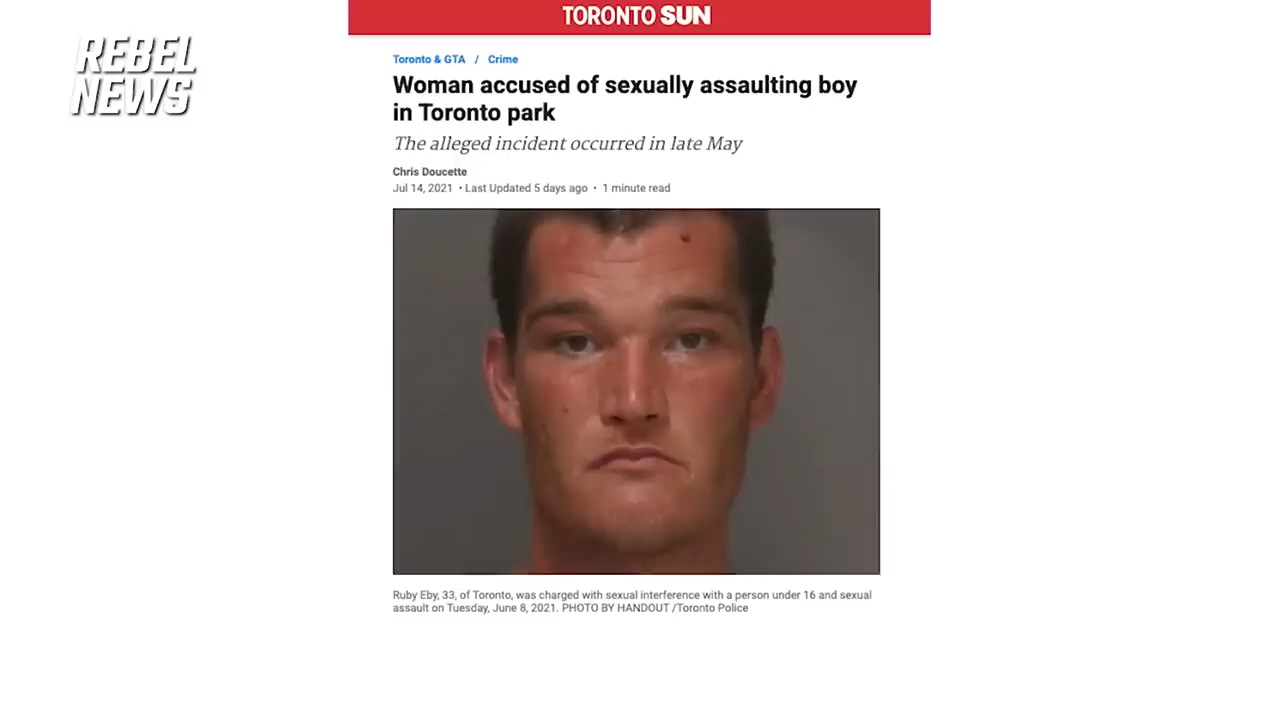 REBEL
NEWS
TORONTO SUN
Toronto & GTA / Crime
Woman accused of sexually assaulting boy
in Toronto park
The alleged incident occurred in late May
Chris Doucette
Jul 14, 2021 • Last Updated 5 days ago • 1 minute read
Ruby Eby, 33, of Toronto, was charged with sexual interference with a person under 16 and sexual
assault on Tuesday, June 8, 2021. PHOTO BY HANDOUT /Toronto Police